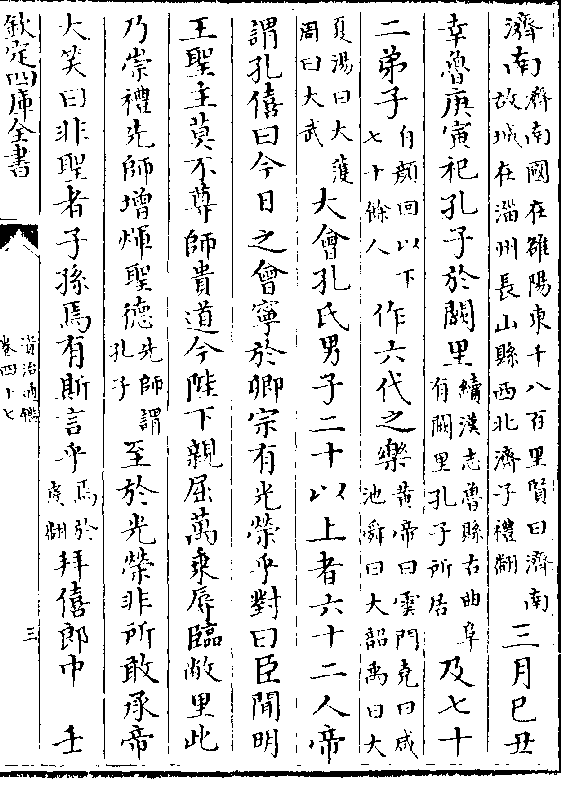 濟南濟南國在雒陽東千八百里賢曰濟南故城在淄州長山縣西北濟子禮翻三月己丑
幸魯庚寅祀孔子於闕里續漢志魯縣古曲阜有闕里孔子所居及七十
二弟子自顔回以下七十餘人作六代之樂黄帝曰雲門堯曰咸池舜曰大韶禹曰大
夏湯曰大濩周曰大武大會孔氏男子二十以上者六十二人帝
謂孔僖曰今日之會寧於卿宗有光榮乎對曰臣聞明
王聖主莫不尊師貴道今陛下親屈萬乘辱臨敝里此
乃崇禮先師增煇聖德先師謂孔子至於光榮非所敢承帝
大笑曰非聖者子孫焉有斯言乎焉於虔翻拜僖郎中 壬
欽定四庫全書
資治通鑑
卷四十七
三